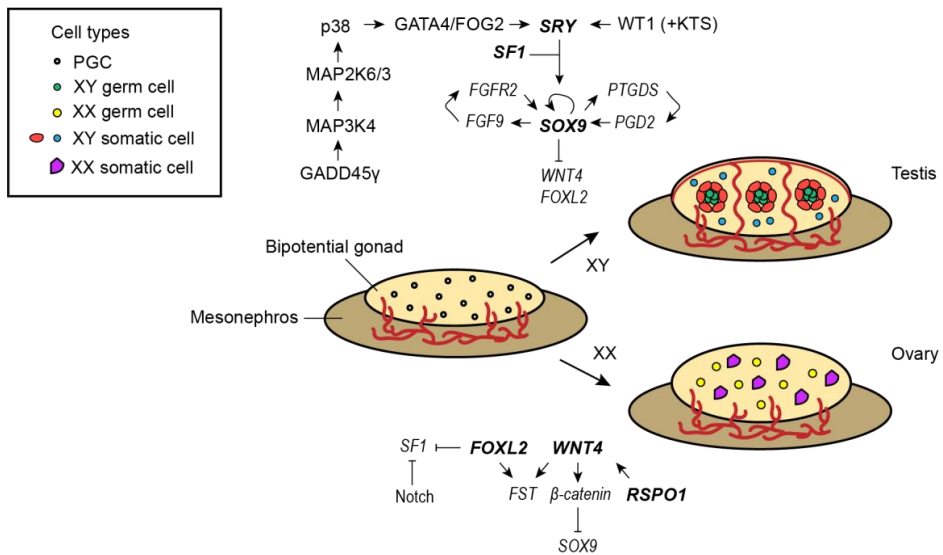 Cell types
PGC
XY germ cell
XX germ cell
XY somatic cell
XX somatic cell
p38
GATA4/FOG2
SRY
WT1 (+KTS)
SF1
MAP2K6/3
FGFR2
PTGDS
MAP3K4
FGF9
SOX9
PGD2
GADD45γ
WNT4
FOXL2
Testis
Bipotential gonad
XY
Mesonephros
XX
Ovary
SF1
FOXL2
WNT4
Notch
FST
β-catenin
RSPO1
SOX9